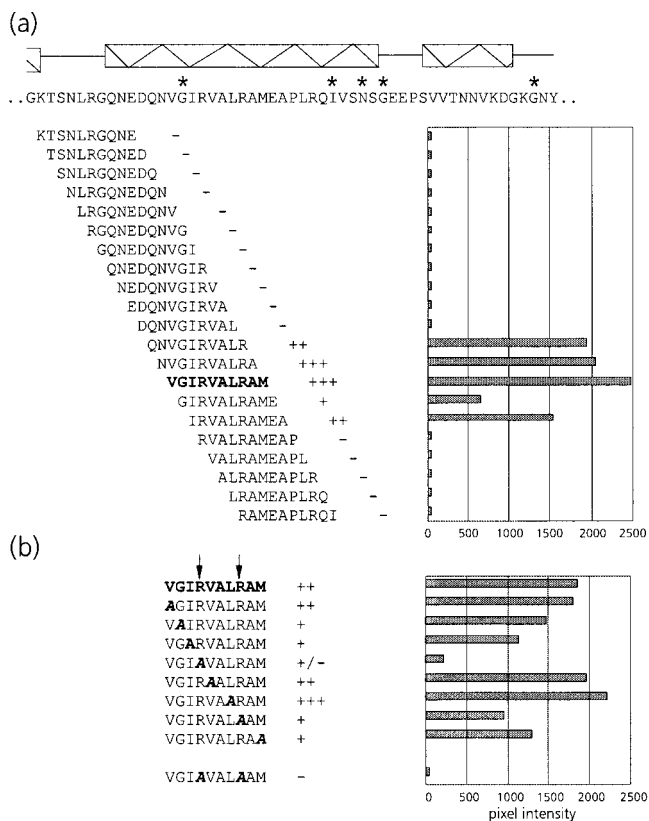 (a)
* * * * *
..GKTSNLRGQNEDQNVGIRVALRAMEAPLRQIVSNSGEEPSVVTNNVKDGKGNY..
KTSNLRGQNE -
TSNLRGQNED -
SNLRGQNEDQ -
NLRGQNEDQN -
LRGQNEDQNV -
RGQNEDQNVG -
GQNEDQNVGI -
QNEDQNVGIR -
NEDQNVGIRV -
EDQNVGIRVA -
DQNVGIRVAL -
QNVGIRVALR ++
NVGIRVALRA +++
VGIRVALRAM +++
GIRVALRAME +
IRVALRAMEA ++
RVALRAMEAP -
VALRAMEAPL -
ALRAMEAPLR -
LRAMEAPLRQ -
RAMEAPLRQI -
0 500 1000 1500 2000 2500
(b)
VGIRVALRAM ++
AGIRVALRAM ++
VAIRVALRAM +
VGARVALRAM +
VGIAVALRAM +/-
VGIRAALRAM ++
VGIRVAARAM +++
VGIRVALAAM +
VGIRVALRAA +
VGIAVALAAM -
0 500 1000 1500 2000 2500
pixel intensity